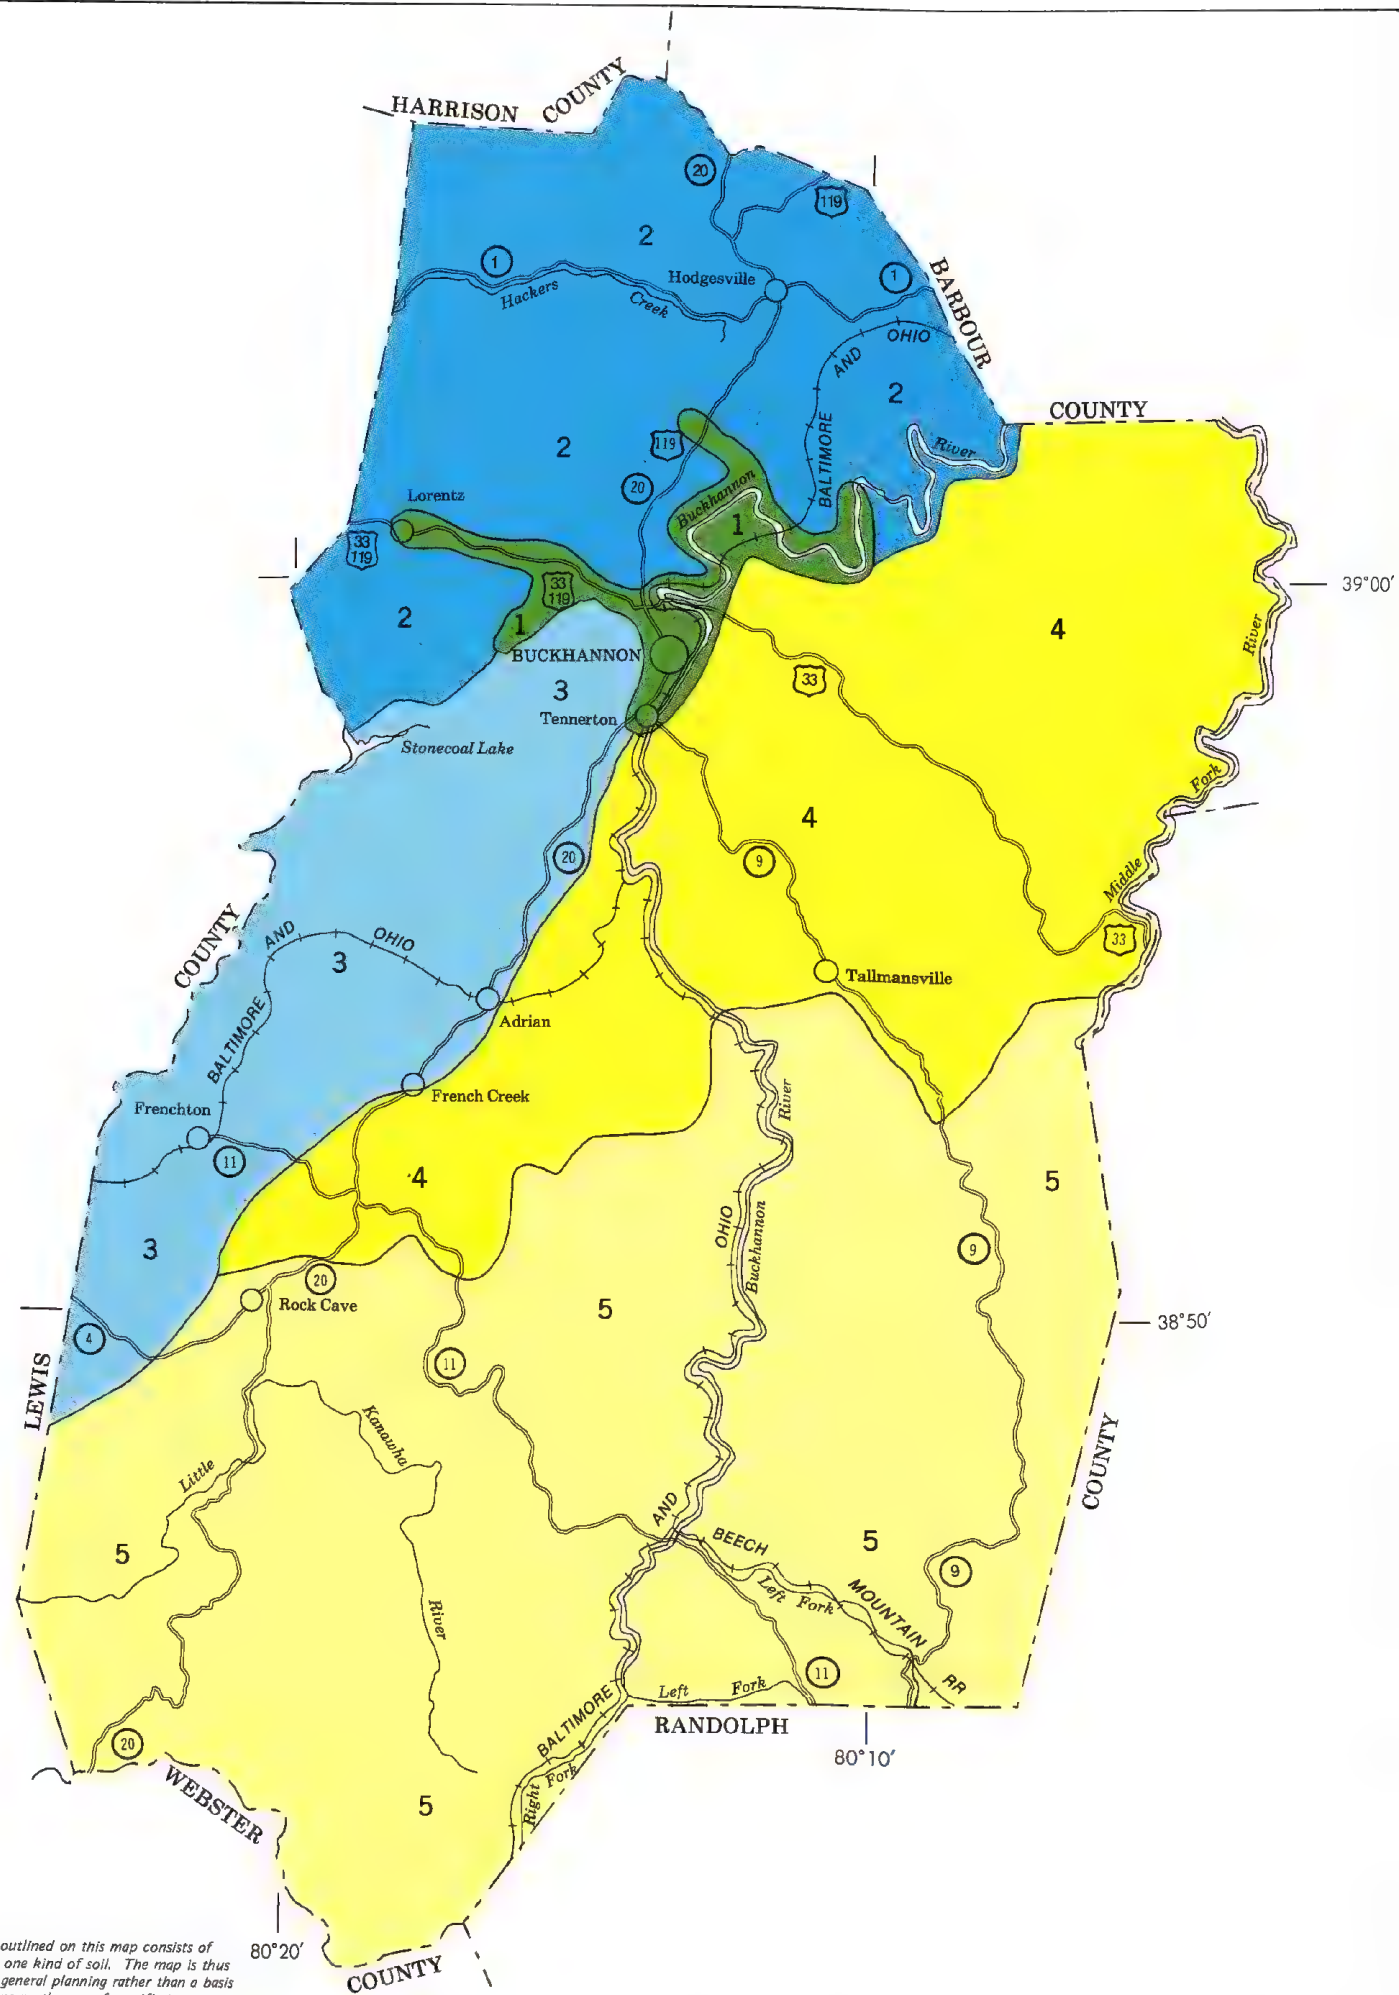 HARRISON COUNTY
20
119
2
1
Hackers Creek
Hodgesville
1
BARBOUR
COUNTY
AND OHIO
BALTIMORE
2
River
2
119
20
Buckhannon
1
Lorentz
33
119
33
119
39°00'
2
1
BUCKHANNON
3
Tennerton
4
River
33
Stonecoal Lake
Fork
4
20
9
Middle
33
COUNTY
AND OHIO
3
BALTIMORE
Tallmansville
Adrian
French Creek
River
Frenchton
11
4
5
OHIO
Buckhannon
9
3
20
Rock Cave
5
4
38°50'
11
LEWIS
Kanawha
COUNTY
Little
AND
BEECH
5
5
Left Fork
9
MOUNTAIN
River
11
RR
Left Fork
BALTIMORE
RANDOLPH
80°10'
20
WEBSTER
Fork
Right
5
80°20'
COUNTY
outlined on this map consists of
one kind of soil. The map is thus
general planning rather than a basis